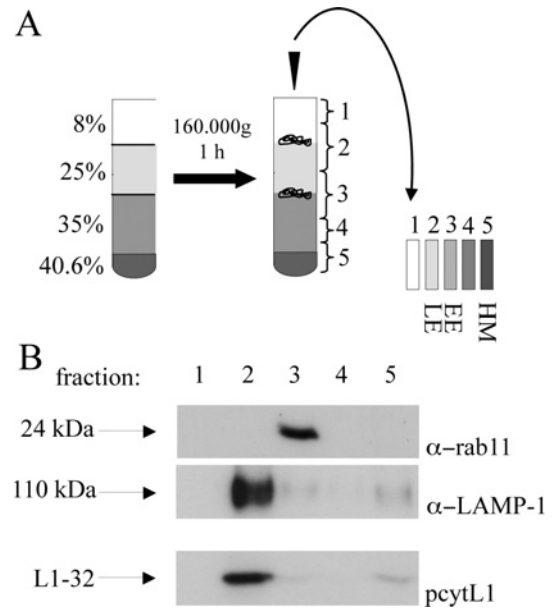 A
8%
25%
35%
40.6%
160.000g
1 h
1
2
3
4
5
1 2 3 4 5
LE
EE
HM
B
fraction: 1 2 3 4 5
24 kDa
α-rab11
110 kDa
α-LAMP-1
L1-32
pcytL1